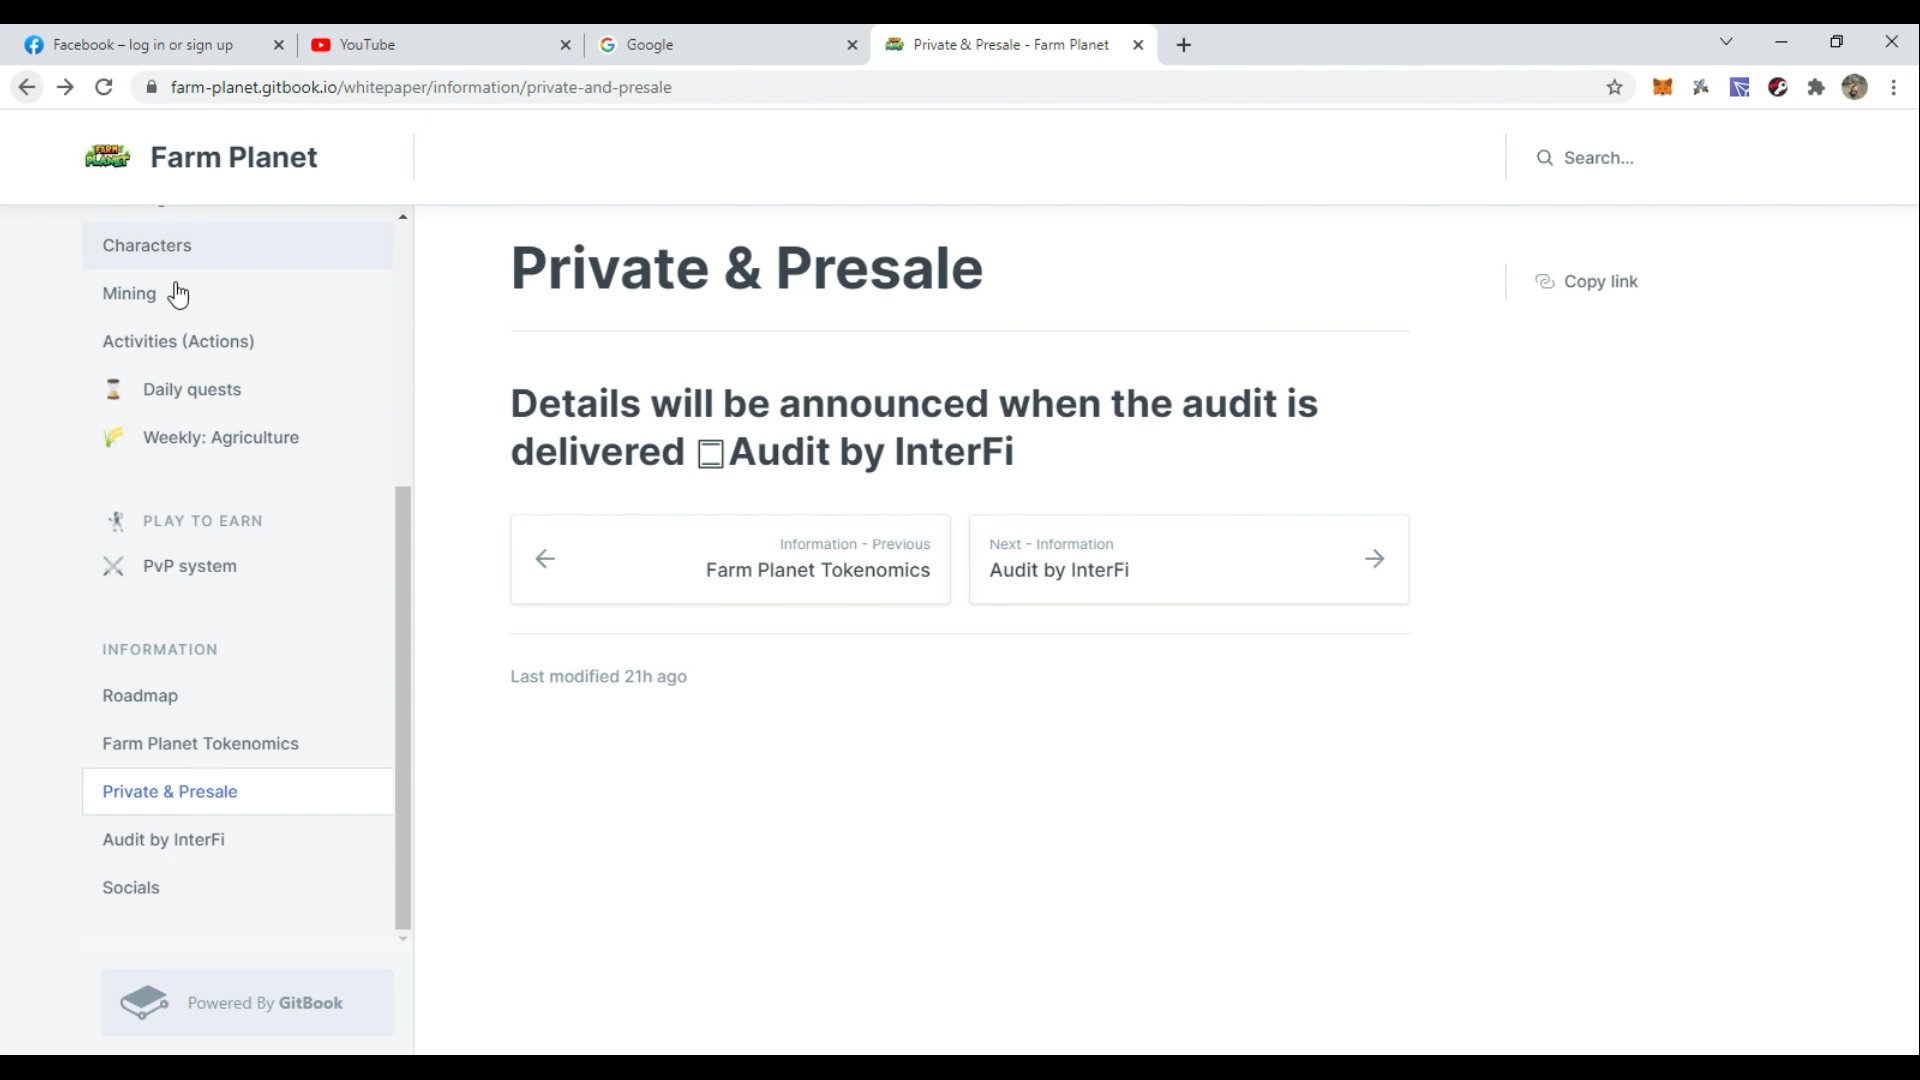 Facebook – log in or sign up
YouTube
Google
Private & Presale - Farm Planet
farm-planet.gitbook.io/whitepaper/information/private-and-presale
FARM PLANET
Farm Planet
Search...
Characters
Mining
Activities (Actions)
Daily quests
Weekly: Agriculture
PLAY TO EARN
PvP system
INFORMATION
Roadmap
Farm Planet Tokenomics
Private & Presale
Audit by InterFi
Socials
Powered By GitBook
Private & Presale
Copy link
Details will be announced when the audit is
delivered Audit by InterFi
Information - Previous
Farm Planet Tokenomics
Next - Information
Audit by InterFi
Last modified 21h ago